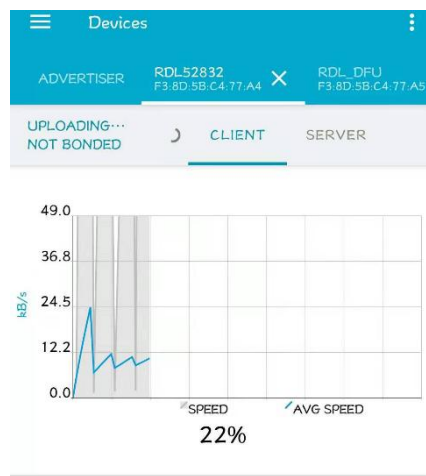 Devices
ADVERTISER
RDL52832
F3:8D:5B:C4:77:A4
RDL_DFU
F3:8D:5B:C4:77:A5
UPLOADING···
NOT BONDED
CLIENT
SERVER
49.0
36.8
24.5
12.2
0.0
kB/s
SPEED
AVG SPEED
22%